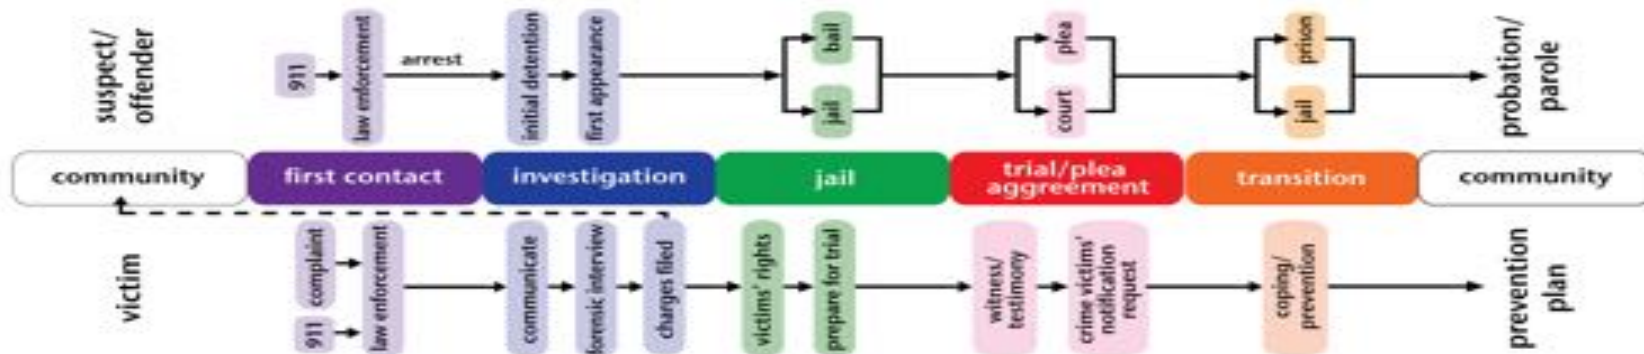 suspect/
offender
911
law enforcement
arrest
initial detention
first appearance
bail
jail
plea
court
prison
jail
probation/
parole
community
first contact
investigation
jail
trial/plea
aggreement
transition
community
victim
complaint
911
law enforcement
communicate
forensic interview
charges filed
victims' rights
prepare for trial
witness/
testimony
crime victims'
notification
request
coping/
prevention
prevention
plan